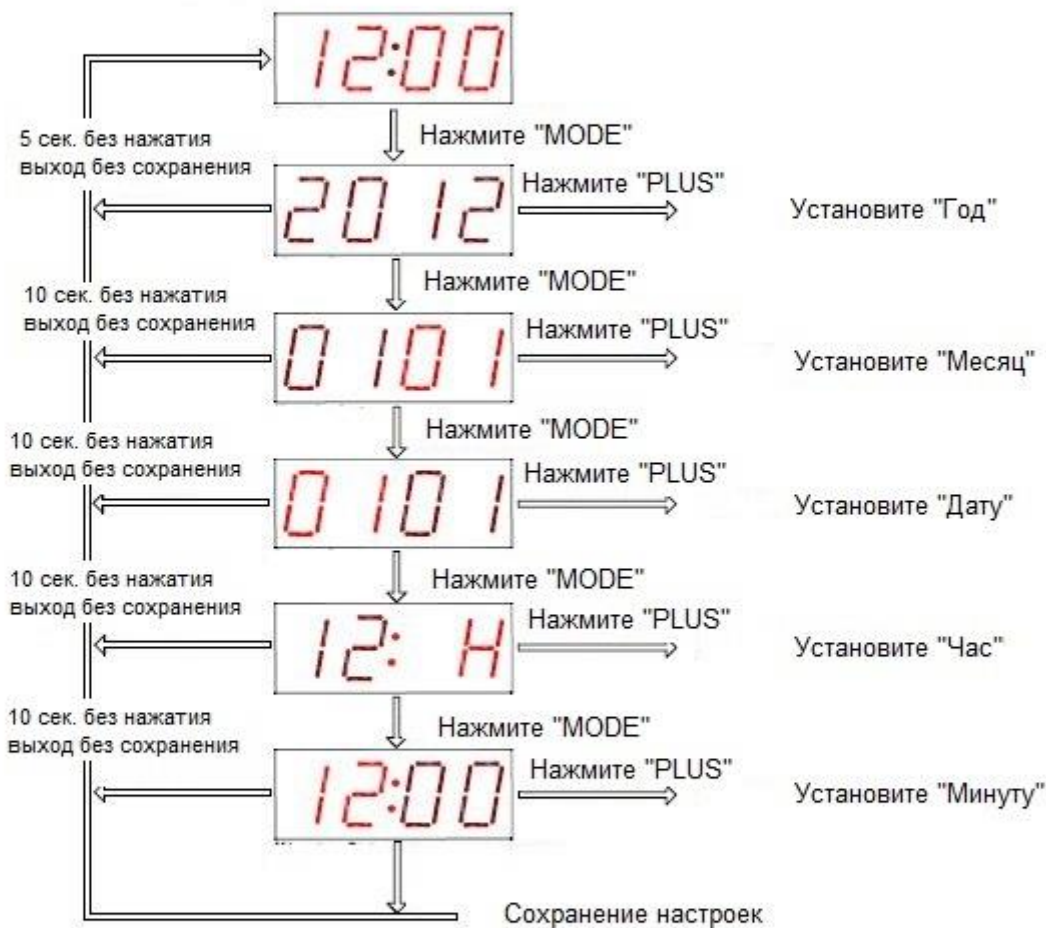 12:00
Нажмите "MODE"
5 сек. без нажатия
выход без сохранения
2012
Нажмите "PLUS"
Установите "Год"
Нажмите "MODE"
10 сек. без нажатия
выход без сохранения
0101
Нажмите "PLUS"
Установите "Месяц"
Нажмите "MODE"
10 сек. без нажатия
выход без сохранения
0101
Нажмите "PLUS"
Установите "Дату"
Нажмите "MODE"
10 сек. без нажатия
выход без сохранения
12: H
Нажмите "PLUS"
Установите "Час"
Нажмите "MODE"
10 сек. без нажатия
выход без сохранения
12:00
Нажмите "PLUS"
Установите "Минуту"
Сохранение настроек